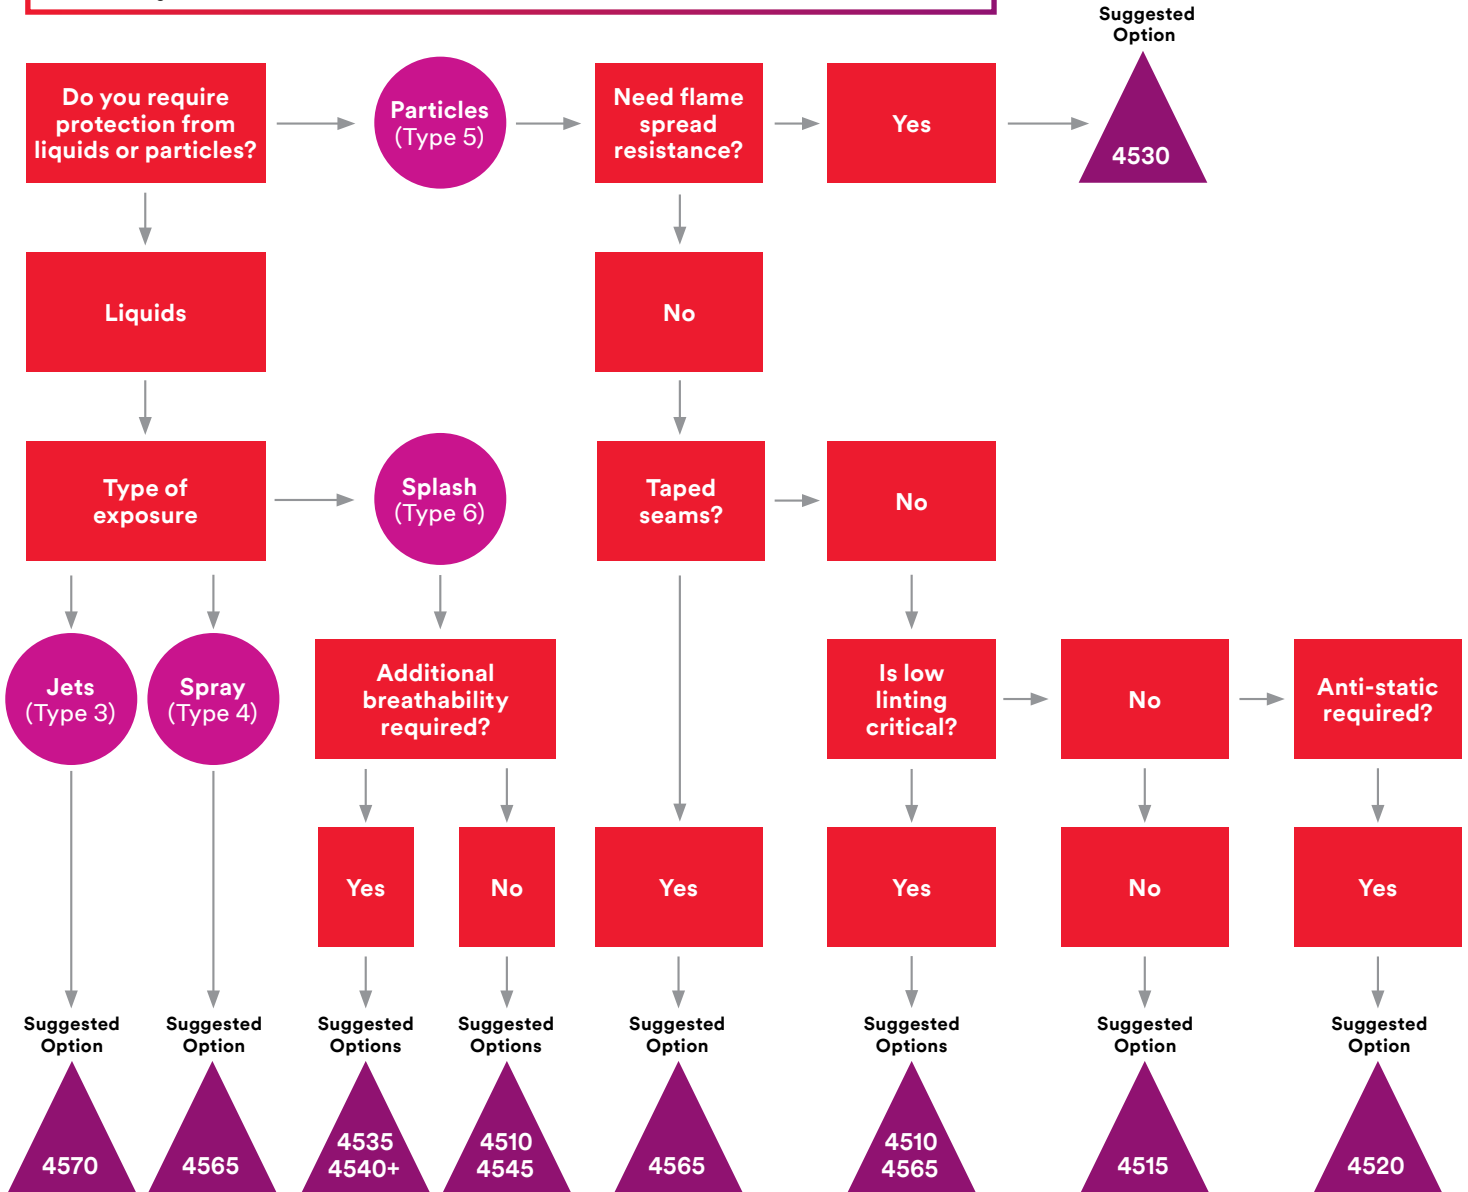 Suggested
Option
Do you require
protection from
liquids or particles?
Particles
(Type 5)
Need flame
spread
resistance?
Yes
4530
Liquids
No
Type of
exposure
Splash
(Type 6)
Taped
seams?
No
Jets
(Type 3)
Spray
(Type 4)
Additional
breathability
required?
Is low
linting
critical?
No
Anti-static
required?
Yes
No
Yes
Yes
No
Yes
Suggested
Option
Suggested
Option
Suggested
Options
Suggested
Options
Suggested
Option
Suggested
Options
Suggested
Option
Suggested
Option
4570
4565
4535
4540+
4510
4545
4565
4510
4565
4515
4520